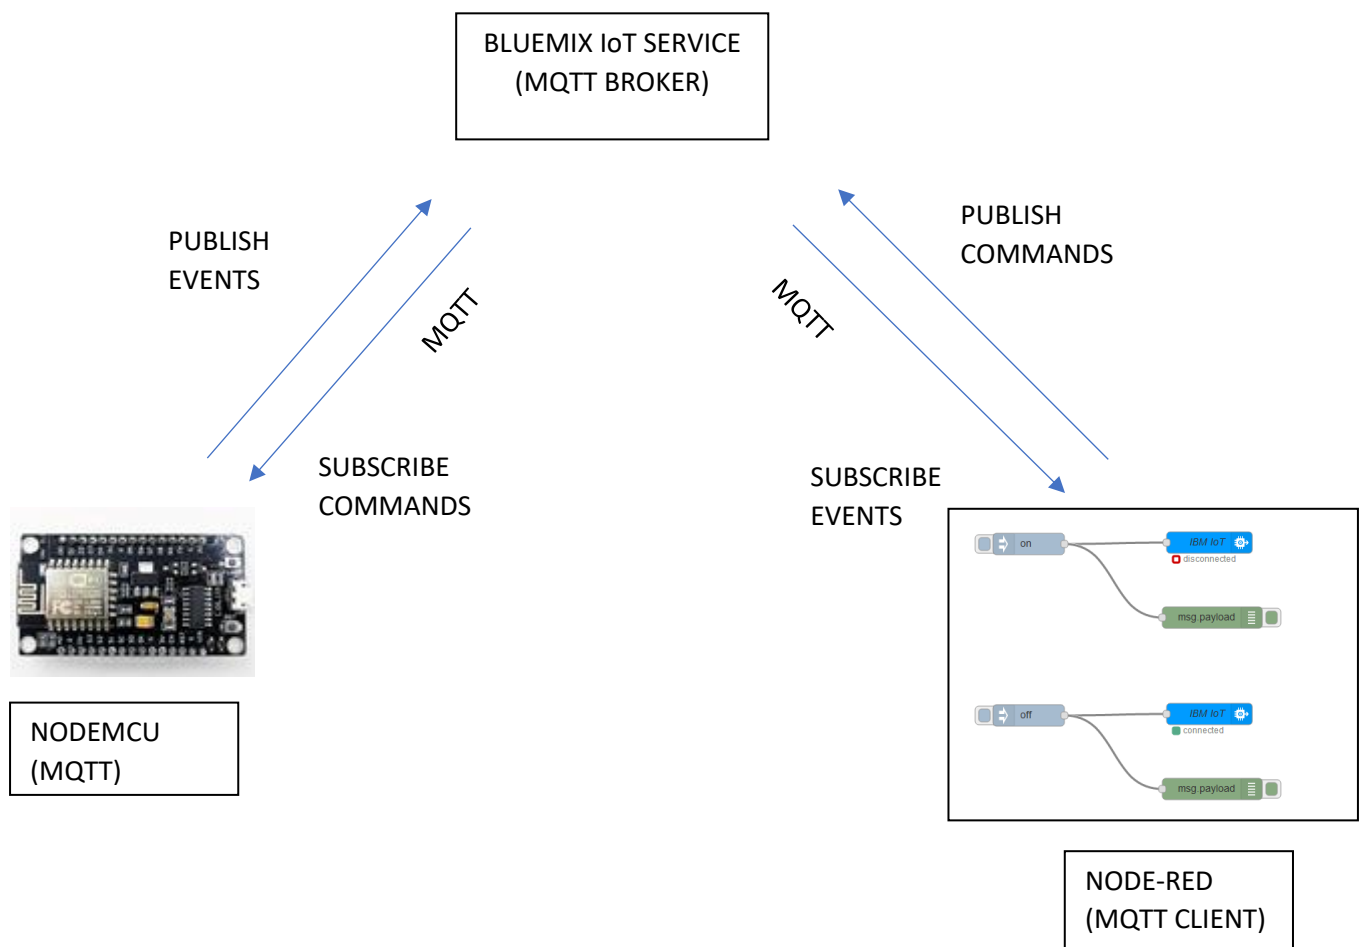 BLUEMIX IoT SERVICE
(MQTT BROKER)
PUBLISH
EVENTS
MQTT
SUBSCRIBE
COMMANDS
PUBLISH
COMMANDS
MQTT
SUBSCRIBE
EVENTS
NODEMCU
(MQTT)
on
IBM IoT
disconnected
msg.payload
off
IBM IoT
connected
msg.payload
NODE-RED
(MQTT CLIENT)